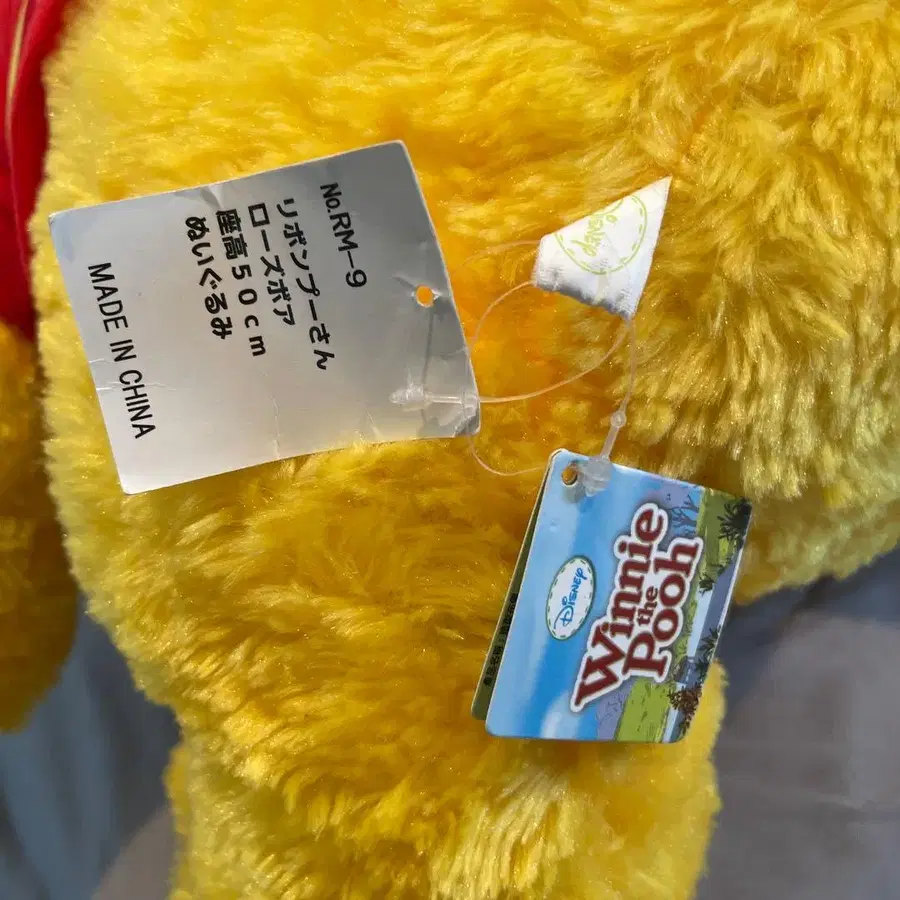 No.RM-9
リボンプーさん
ローズボア
座高50cm
ぬいぐるみ
MADE IN CHINA
Disney
Winnie
the
Pooh